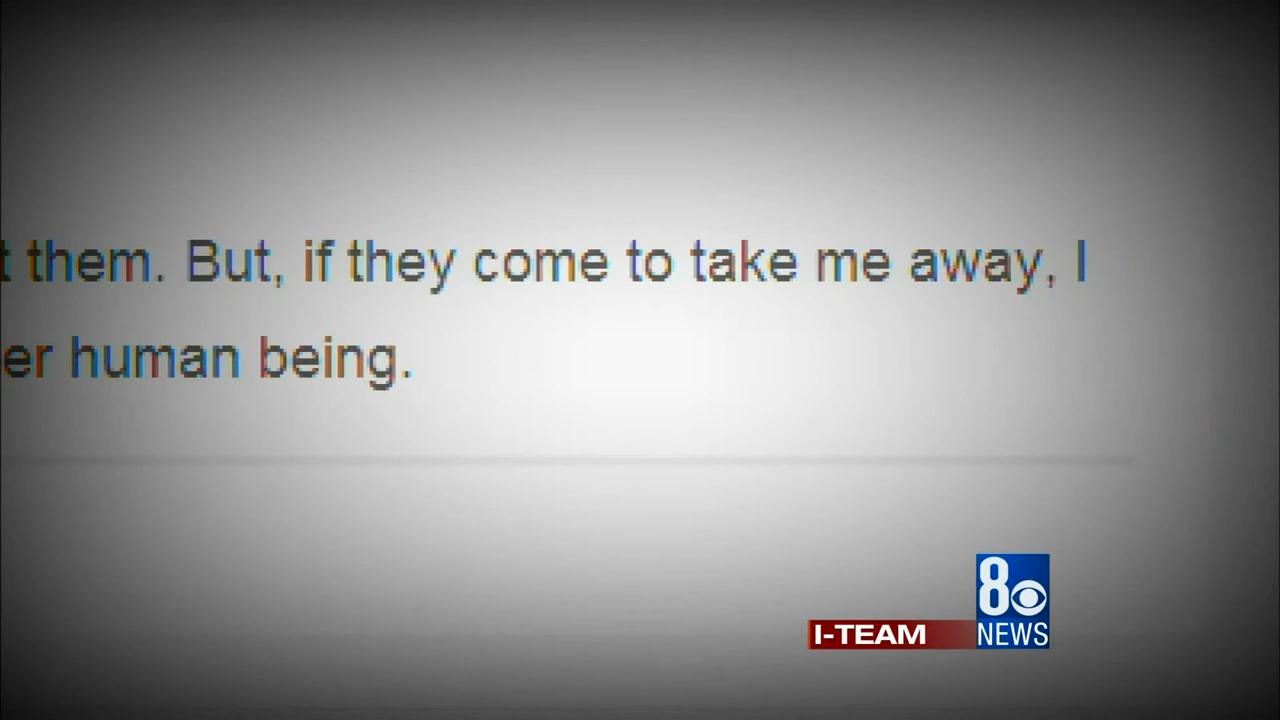 t them. But, if they come to take me away, I
er human being.
8
I-TEAM NEWS